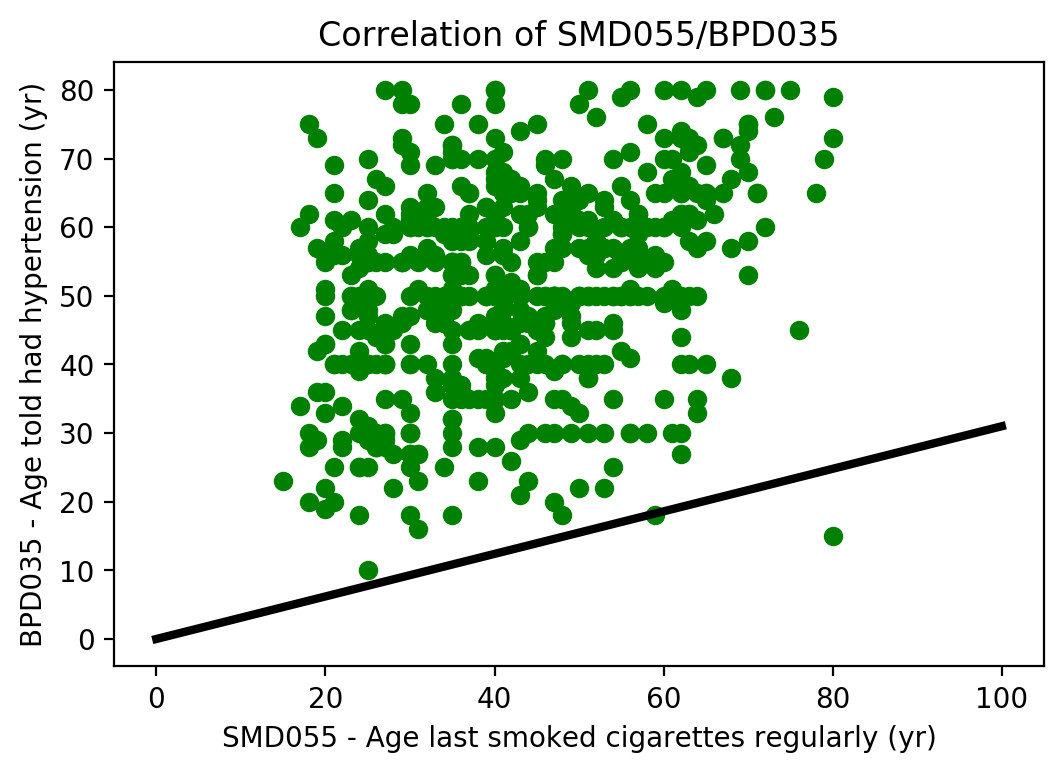 Correlation of SMD055/BPD035
BPD035 - Age told had hypertension (yr)
80
70
60
50
40
30
20
10
0
0 20 40 60 80 100
SMD055 - Age last smoked cigarettes regularly (yr)